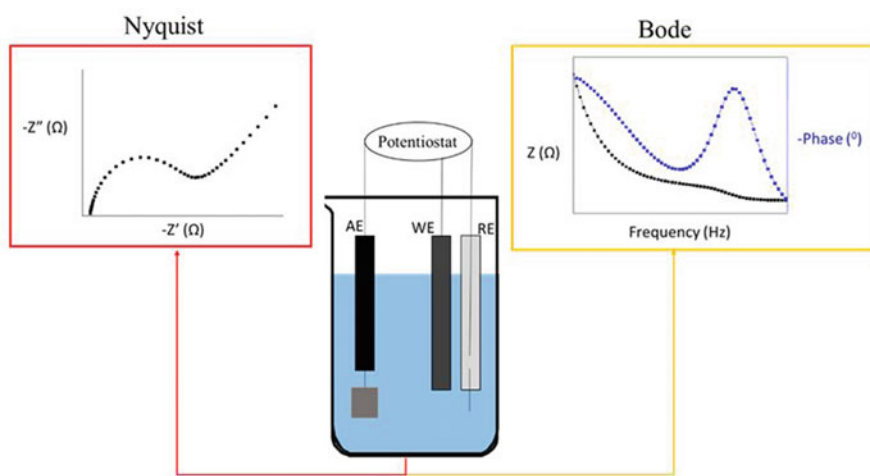 Nyquist
-Z" (Ω)
-Z' (Ω)
Potentiostat
AE
WE
RE
Bode
Z (Ω)
-Phase (⁰)
Frequency (Hz)